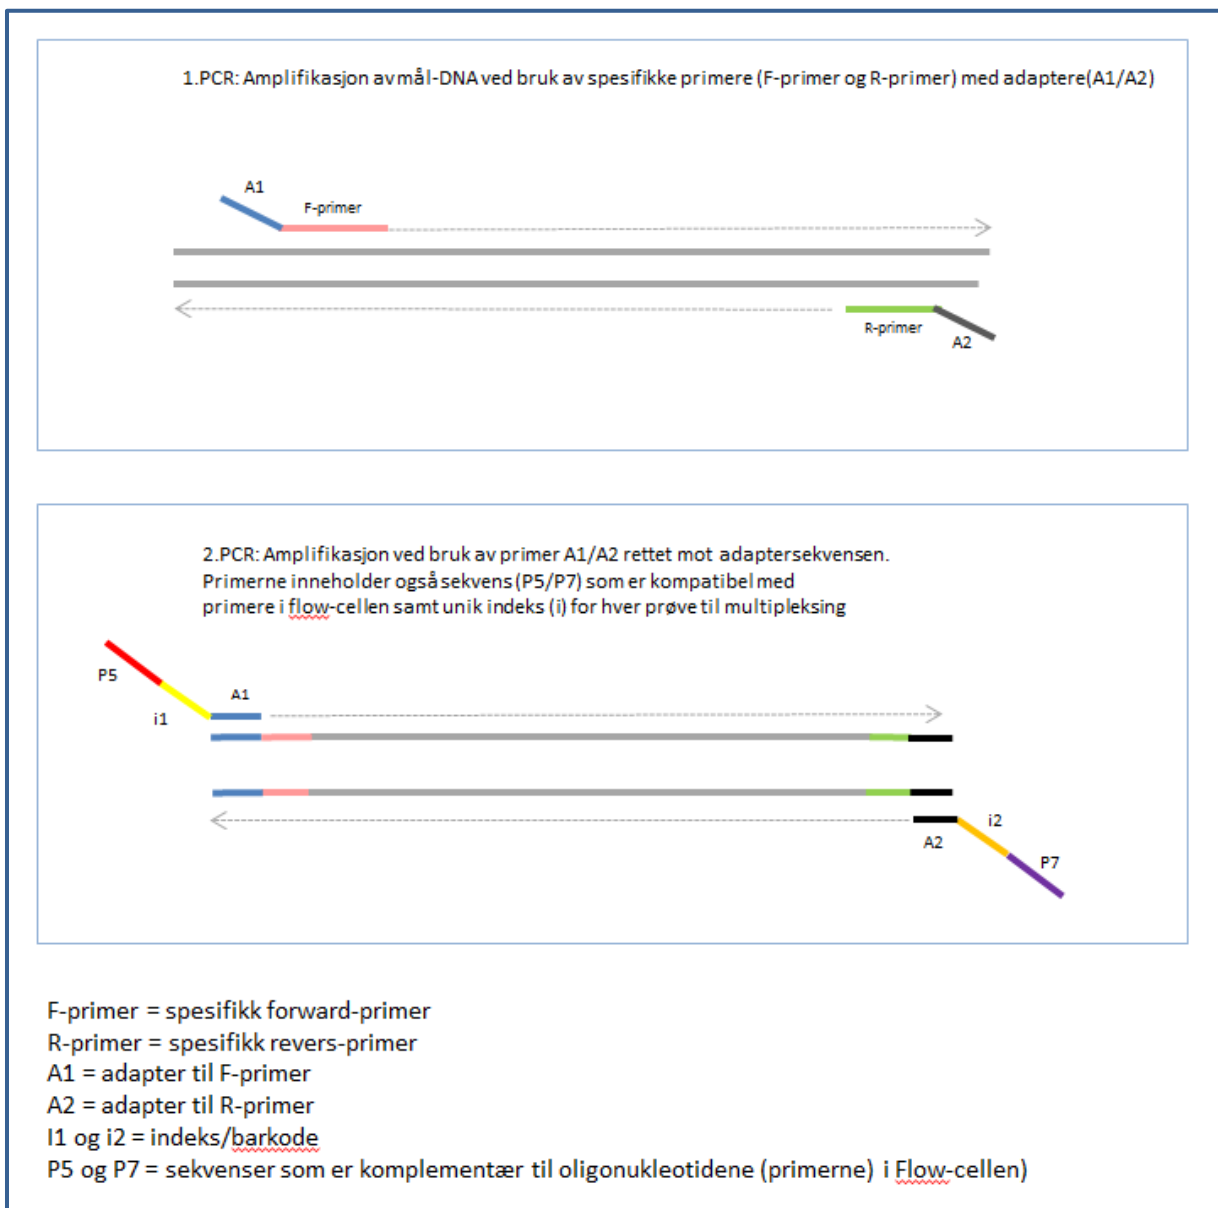 1.PCR: Amplifikasjon av mål-DNA ved bruk av spesifikke primere (F-primer og R-primer) med adaptere(A1/A2)
A1
F-primer
R-primer
A2
2.PCR: Amplifikasjon ved bruk av primer A1/A2 rettet mot adaptersekvensen.
Primerne inneholder også sekvens (P5/P7) som er kompatibel med
primere i flow-cellen samt unik indeks (i) for hver prøve til multipleksing
P5
A1
i1
i2
A2
P7
F-primer = spesifikk forward-primer
R-primer = spesifikk revers-primer
A1 = adapter til F-primer
A2 = adapter til R-primer
I1 og i2 = indeks/barkode
P5 og P7 = sekvenser som er komplementær til oligonukleotidene (primerne) i Flow-cellen)